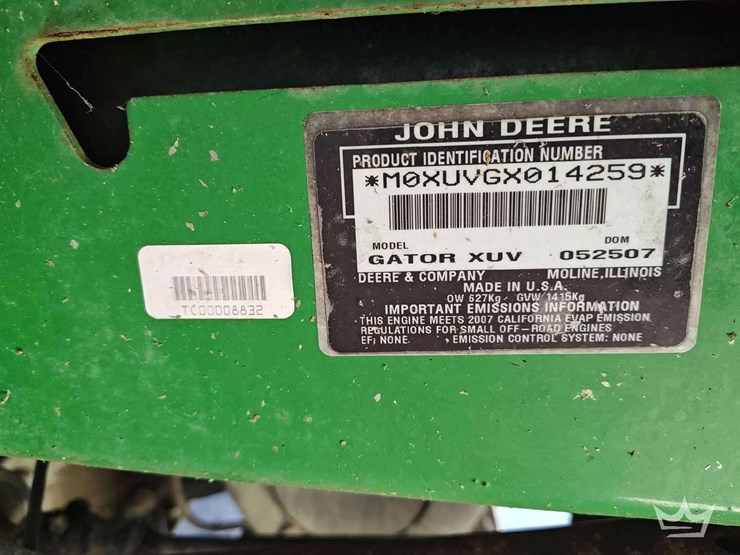 JOHN DEERE
PRODUCT IDENTIFICATION NUMBER
*M0XUVGX014259*
MODEL DOM
GATOR XUV 052507
DEERE & COMPANY MOLINE, ILLINOIS
MADE IN U.S.A.
OW 627Kg GVW 1415Kg
IMPORTANT EMISSIONS INFORMATION
THIS ENGINE MEETS 2007 CALIFORNIA EVAP EMISSION
REGULATIONS FOR SMALL OFF-ROAD ENGINES
EF: NONE. EMISSION CONTROL SYSTEM: NONE
TC00006632